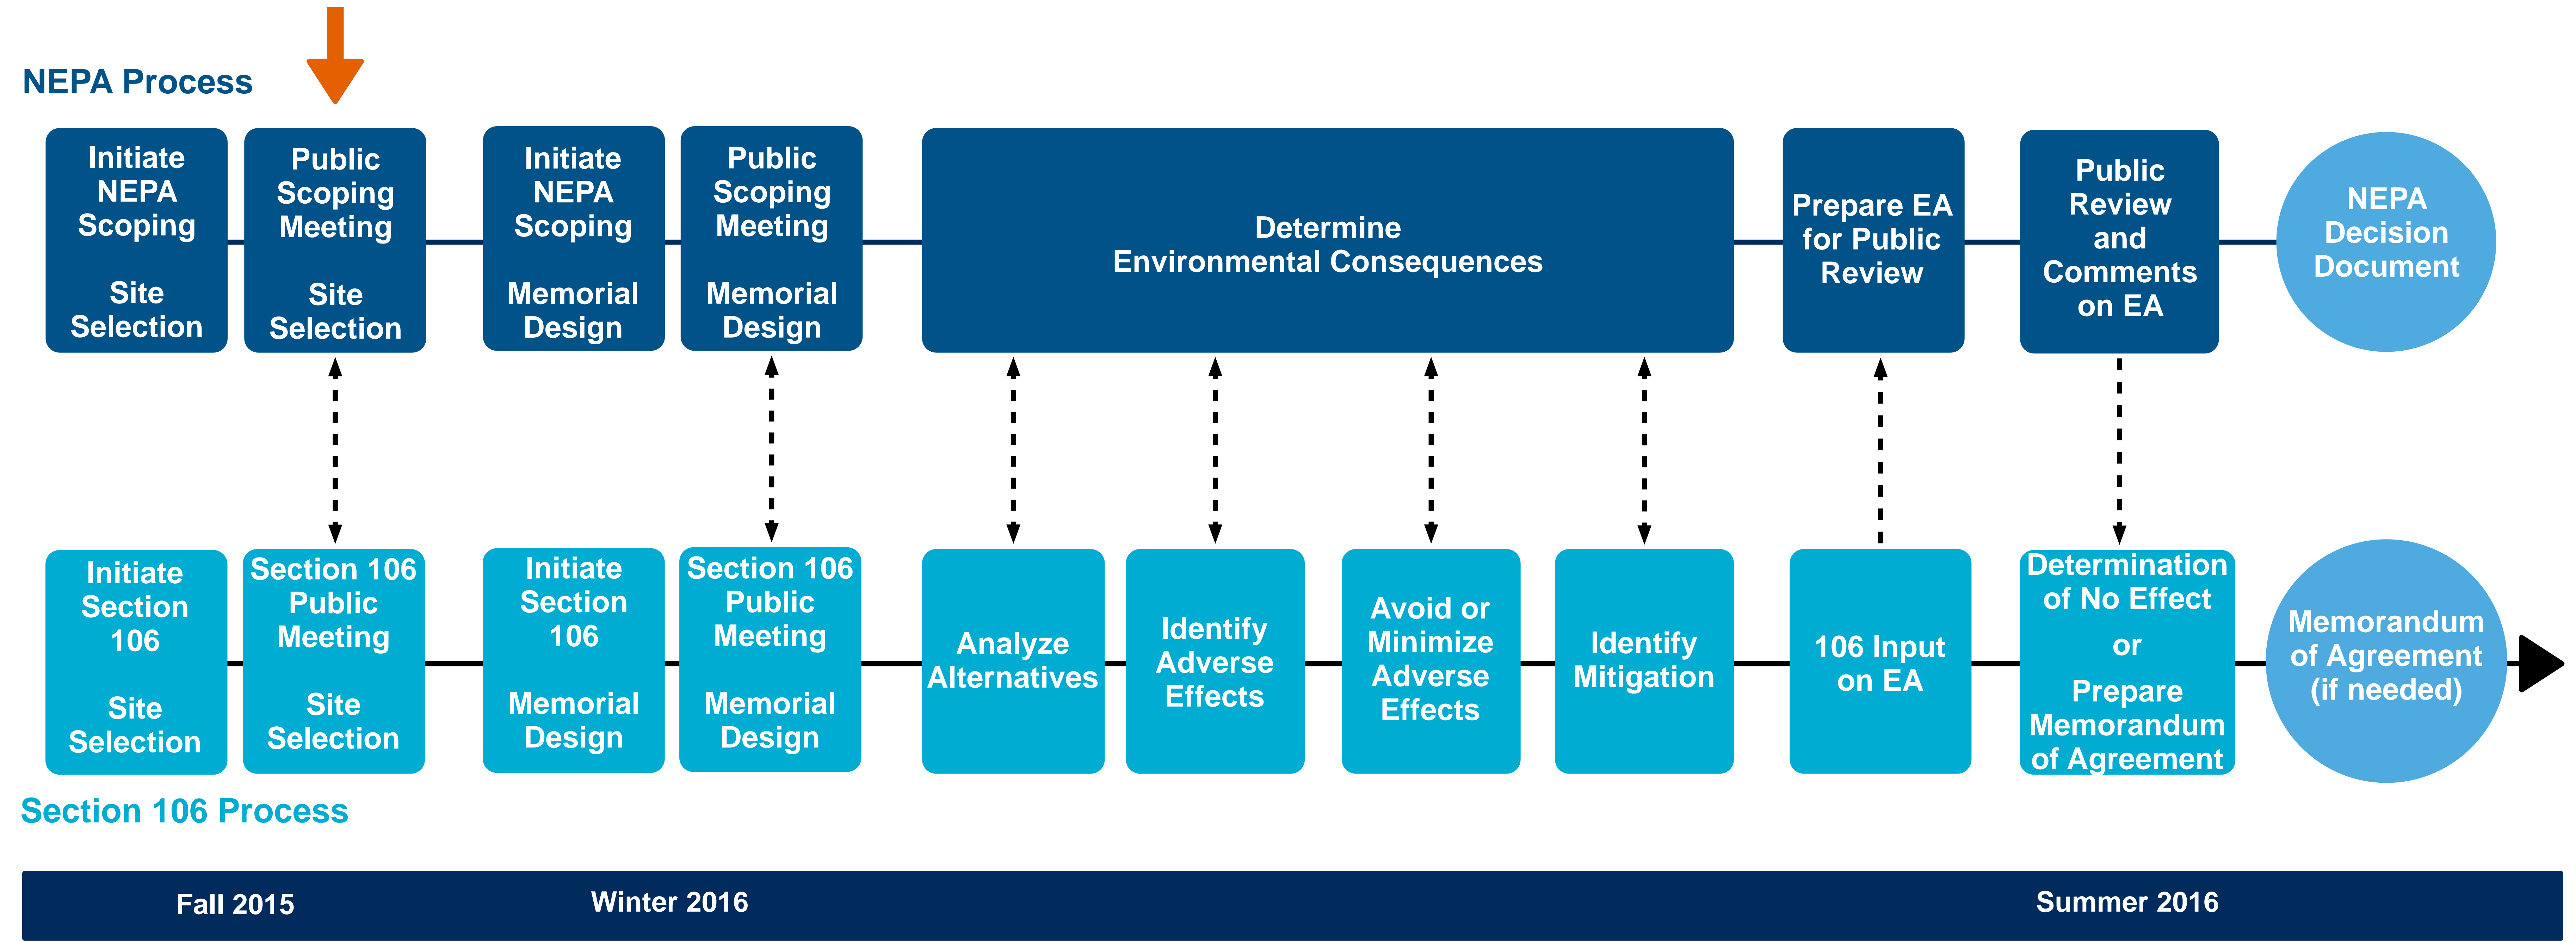 NEPA Process
Initiate
NEPA
Scoping
Site
Selection
Public
Scoping
Meeting
Site
Selection
Initiate
NEPA
Scoping
Memorial
Design
Public
Scoping
Meeting
Memorial
Design
Determine
Environmental Consequences
Prepare EA
for Public
Review
Public
Review
and
Comments
on EA
NEPA
Decision
Document
Initiate
Section
106
Site
Selection
Section 106
Public
Meeting
Site
Selection
Initiate
Section
106
Memorial
Design
Section 106
Public
Meeting
Memorial
Design
Analyze
Alternatives
Identify
Adverse
Effects
Avoid or
Minimize
Adverse
Effects
Identify
Mitigation
106 Input
on EA
Determination
of No Effect
or
Prepare
Memorandum
of Agreement
Memorandum
of Agreement
(if needed)
Section 106 Process
Fall 2015
Winter 2016
Summer 2016